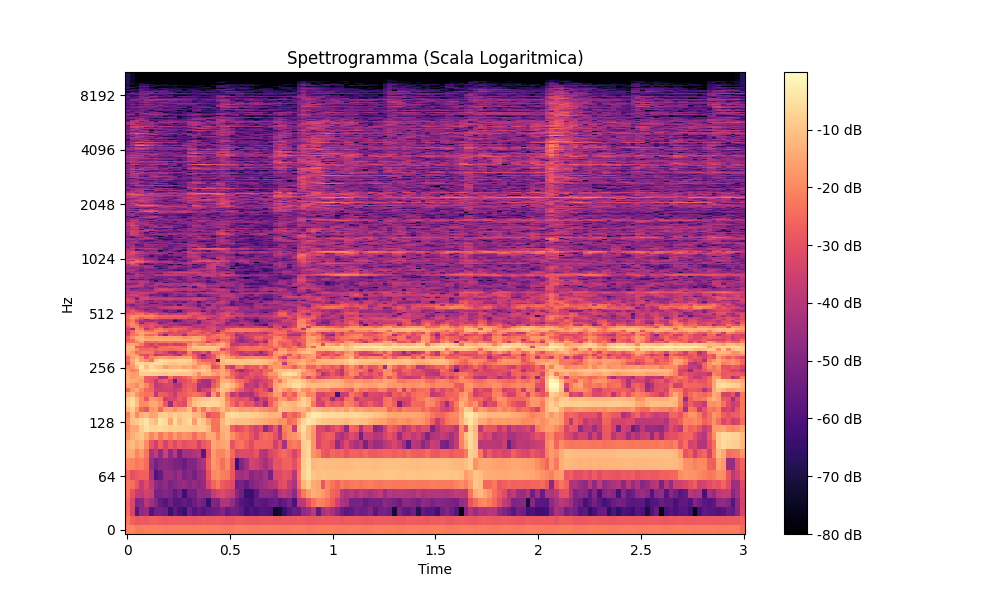 Spettrogramma (Scala Logaritmica)
8192
4096
2048
1024
512
256
128
64
0
Hz
0
0.5
1
1.5
2
2.5
3
Time
-10 dB
-20 dB
-30 dB
-40 dB
-50 dB
-60 dB
-70 dB
-80 dB